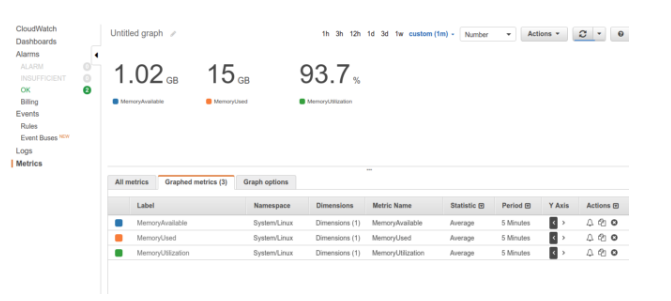 CloudWatch
Dashboards
Alarms
ALARM 0
INSUFFICIENT 0
OK 2
Billing
Events
Rules
Event Buses NEW
Logs
Metrics
Untitled graph
1h 3h 12h 1d 3d 1w custom (1m) Number Actions
1.02 GB 15 GB 93.7 %
MemoryAvailable MemoryUsed MemoryUtilization
All metrics Graphed metrics (3) Graph options
Label Namespace Dimensions Metric Name Statistic Period Y Axis Actions
MemoryAvailable System/Linux Dimensions (1) MemoryAvailable Average 5 Minutes < >
MemoryUsed System/Linux Dimensions (1) MemoryUsed Average 5 Minutes < >
MemoryUtilization System/Linux Dimensions (1) MemoryUtilization Average 5 Minutes < >